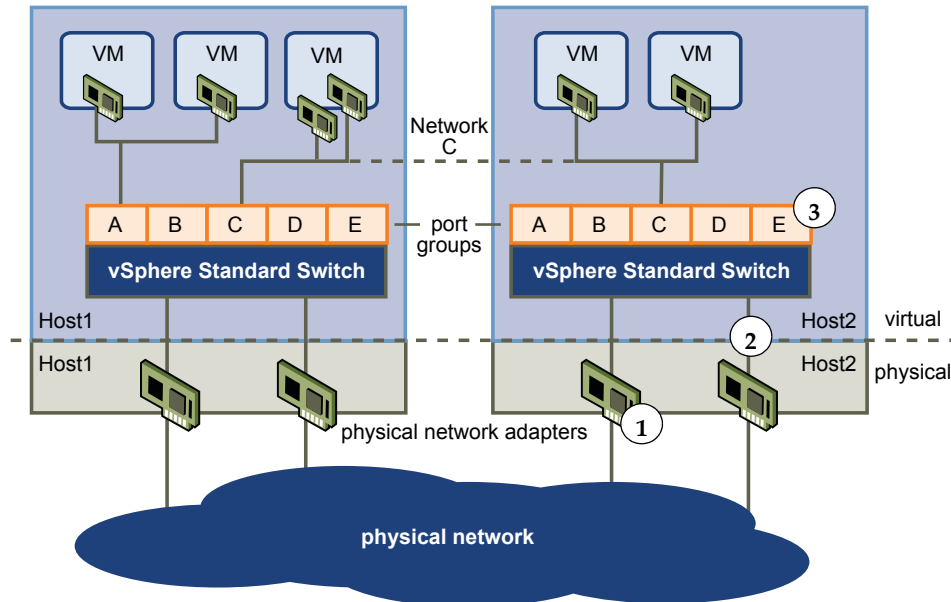 VM
VM
VM
VM
VM
Network
C
A
B
C
D
E
port
groups
A
B
C
D
E
3
vSphere Standard Switch
vSphere Standard Switch
Host1
Host2
virtual
2
Host1
Host2
physical
1
physical network adapters
physical network